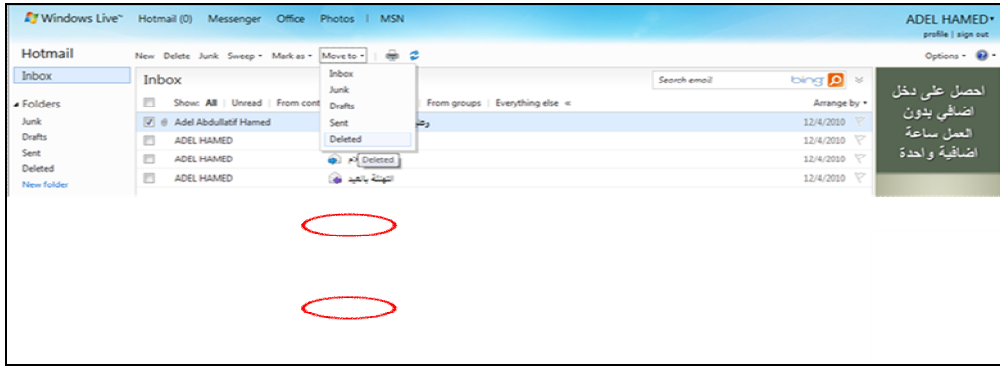 Windows Live™ Hotmail (0) Messenger Office Photos | MSN ADEL HAMED
profile | sign out
Hotmail New Delete Junk Sweep Mark as Move to Options
Inbox
Folders
Junk
Drafts
Sent
Deleted
New folder
Inbox Search email bing
Show: All | Unread | From cont From groups | Everything else « Arrange by
Adel Abdullatif Hamed 12/4/2010
ADEL HAMED 12/4/2010
ADEL HAMED 12/4/2010
ADEL HAMED التهنئة بالعيد 12/4/2010
Inbox
Junk
Drafts
Sent
Deleted
Deleted
احصل على دخل
اضافي بدون
العمل ساعة
اضافية واحدة